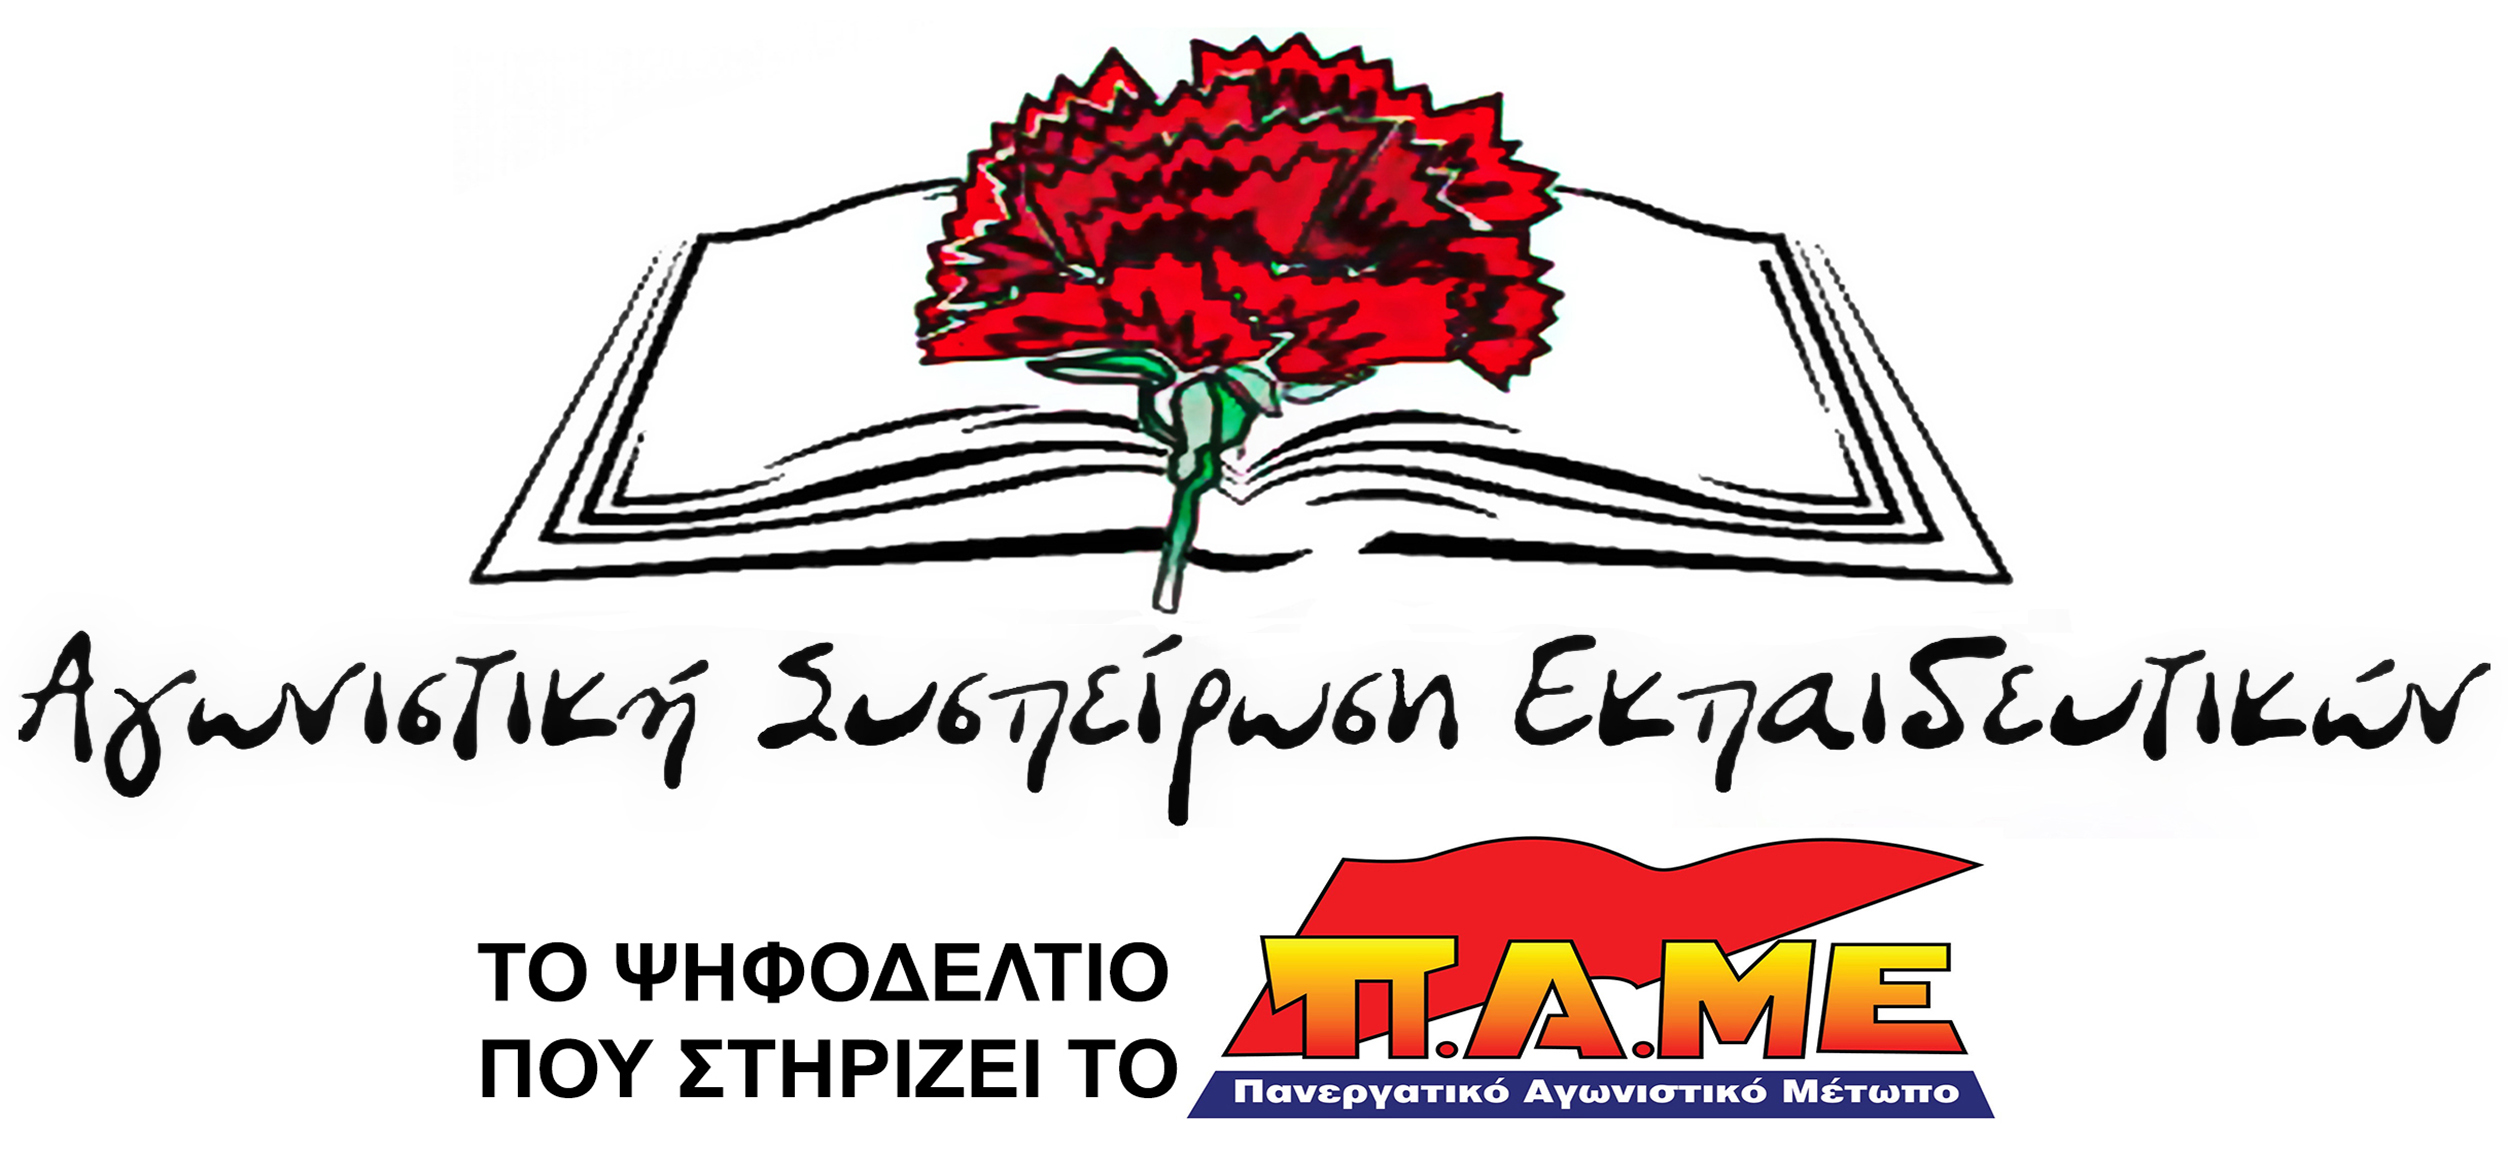 Αγωνιστική Συσπείρωση Εκπαιδευτικών
ΤΟ ΨΗΦΟΔΕΛΤΙΟ
ΠΟΥ ΣΤΗΡΙΖΕΙ ΤΟ
Π.Α.ΜΕ
Πανεργατικό Αγωνιστικό Μέτωπο